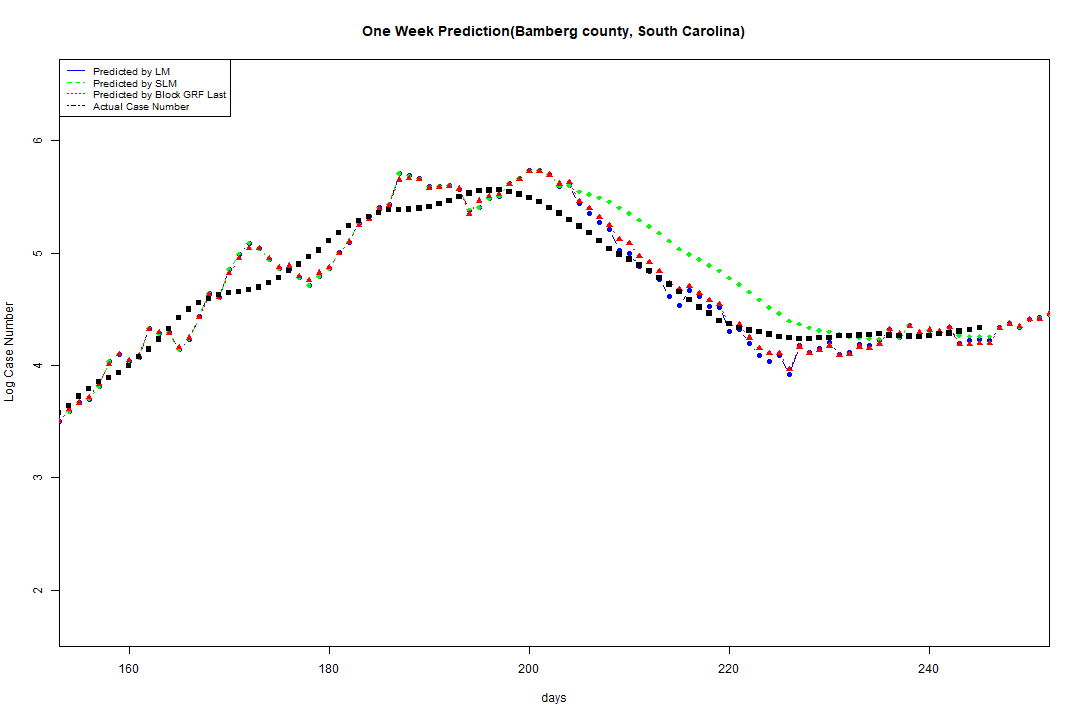 One Week Prediction(Bamberg county, South Carolina)
Predicted by LM
Predicted by SLM
Predicted by Block GRF Last
Actual Case Number
6
5
4
3
2
Log Case Number
160 180 200 220 240
days